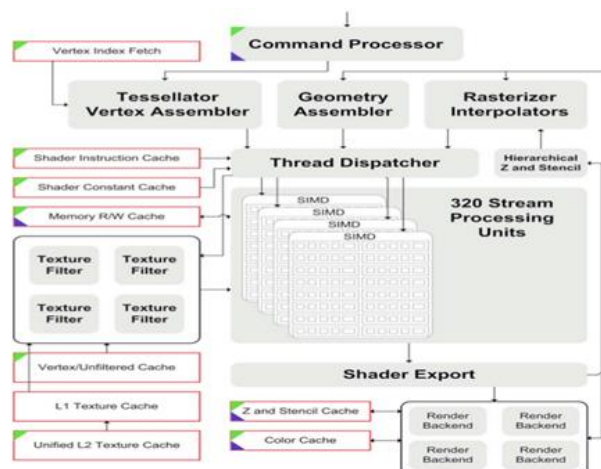 Command Processor
Vertex Index Fetch
Tessellator
Vertex Assembler
Geometry
Assembler
Rasterizer
Interpolators
Shader Instruction Cache
Thread Dispatcher
Hierarchical
Z and Stencil
Shader Constant Cache
Memory R/W Cache
SIMD
SIMD
SIMD
SIMD
320 Stream
Processing
Units
Texture
Filter
Texture
Filter
Texture
Filter
Texture
Filter
Vertex/Unfiltered Cache
Shader Export
L1 Texture Cache
Z and Stencil Cache
Render
Backend
Render
Backend
Unified L2 Texture Cache
Color Cache
Render
Backend
Render
Backend